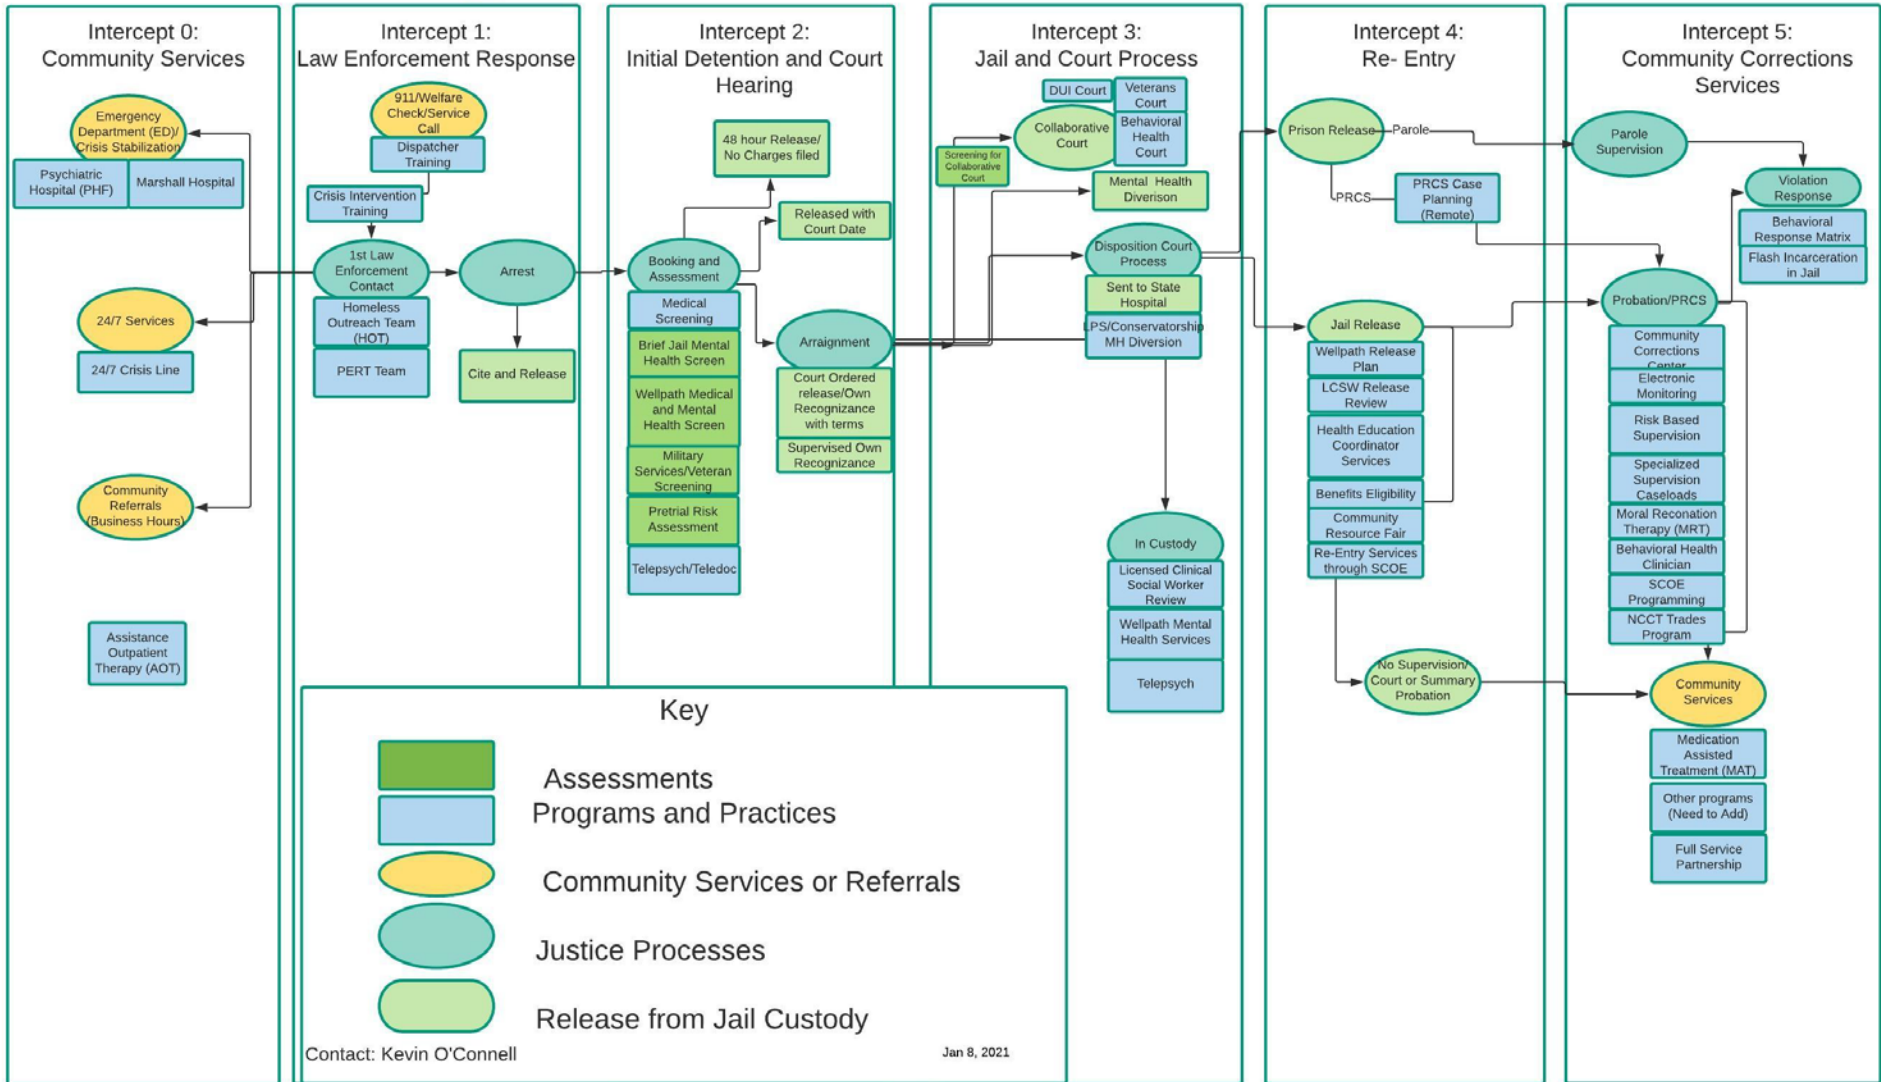 Intercept 0:
Community Services
Emergency
Department (ED)/
Crisis Stabilization
Psychiatric
Hospital (PHF)
Marshall Hospital
24/7 Services
24/7 Crisis Line
Community
Referrals
(Business Hours)
Assistance
Outpatient
Therapy (AOT)
Intercept 1:
Law Enforcement Response
911/Welfare
Check/Service
Call
Dispatcher
Training
Crisis Intervention
Training
1st Law
Enforcement
Contact
Homeless
Outreach Team
(HOT)
PERT Team
Arrest
Cite and Release
Intercept 2:
Initial Detention and Court
Hearing
48 hour Release/
No Charges filed
Released with
Court Date
Booking and
Assessment
Medical
Screening
Brief Jail Mental
Health Screen
Wellpath Medical
and Mental
Health Screen
Military
Services/Veteran
Screening
Pretrial Risk
Assessment
Telepsych/Teledoc
Arraignment
Court Ordered
release/Own
Recognizance
with terms
Supervised Own
Recognizance
Intercept 3:
Jail and Court Process
DUI Court
Veterans
Court
Collaborative
Court
Behavioral
Health
Court
Screening for
Collaborative
Court
Mental Health
Diverison
Disposition Court
Process
Sent to State
Hospital
LPS/Conservatorship
MH Diversion
In Custody
Licensed Clinical
Social Worker
Review
Wellpath Mental
Health Services
Telepsych
Intercept 4:
Re- Entry
Prison Release
Parole
PRCS
PRCS Case
Planning
(Remote)
Jail Release
Wellpath Release
Plan
LCSW Release
Review
Health Education
Coordinator
Services
Benefits Eligibility
Community
Resource Fair
Re-Entry Services
through SCOE
No Supervision/
Court or Summary
Probation
Intercept 5:
Community Corrections
Services
Parole
Supervision
Violation
Response
Behavioral
Response Matrix
Flash Incarceration
in Jail
Probation/PRCS
Community
Corrections
Center
Electronic
Monitoring
Risk Based
Supervision
Specialized
Supervision
Caseloads
Moral Reconation
Therapy (MRT)
Behavioral Health
Clinician
SCOE
Programming
NCCT Trades
Program
Community
Services
Medication
Assisted
Treatment (MAT)
Other programs
(Need to Add)
Full Service
Partnership
Key
Assessments
Programs and Practices
Community Services or Referrals
Justice Processes
Release from Jail Custody
Contact: Kevin O'Connell
Jan 8, 2021